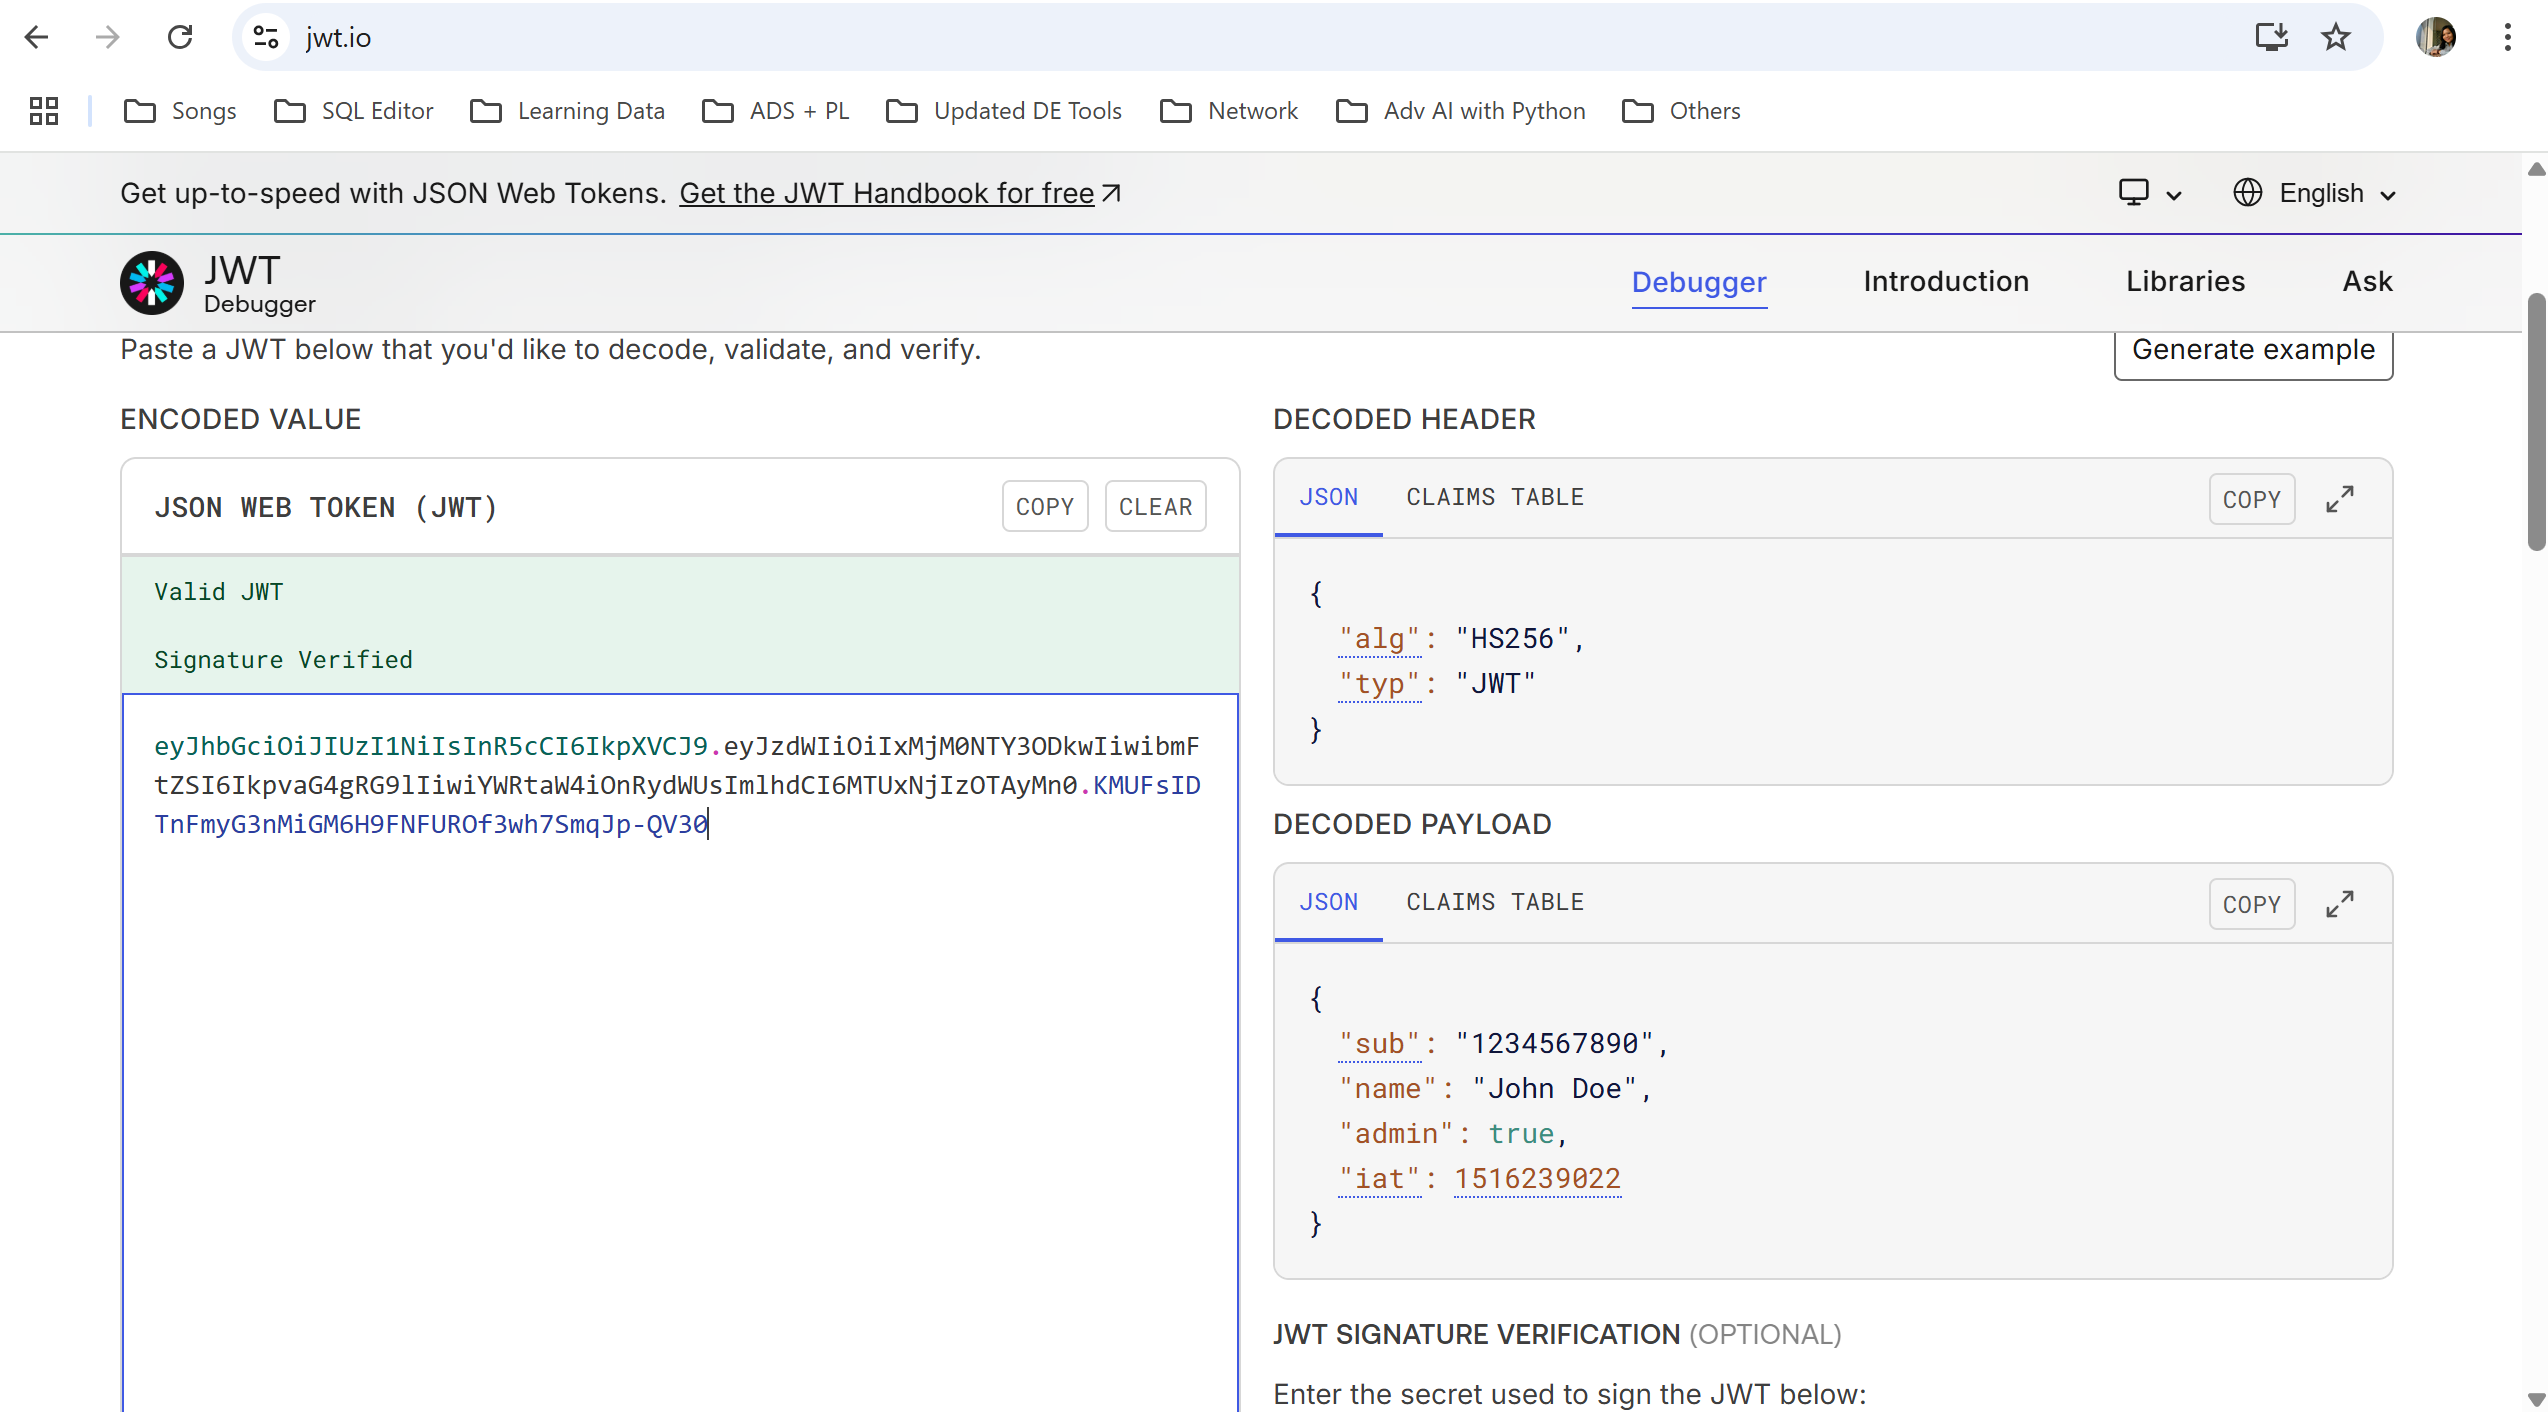 jwt.io
Songs
SQL Editor
Learning Data
ADS + PL
Updated DE Tools
Network
Adv AI with Python
Others
Get up-to-speed with JSON Web Tokens. Get the JWT Handbook for free
English
JWT
Debugger
Debugger
Introduction
Libraries
Ask
Paste a JWT below that you'd like to decode, validate, and verify.
Generate example
ENCODED VALUE
JSON WEB TOKEN (JWT)
COPY
CLEAR
Valid JWT
Signature Verified
eyJhbGciOiJIUzI1NiIsInR5cCI6IkpXVCJ9.eyJzdWIiOiIxMjM0NTY3ODkwIiwibmF
tZSI6IkpvaG4gRG9lIiwiYWRtaW4iOnRydWUsImlhdCI6MTUxNjIzOTAyMn0.KMUFsID
TnFmyG3nMiGM6H9FNFUROf3wh7SmqJp-QV30
DECODED HEADER
JSON
CLAIMS TABLE
COPY
{
"alg": "HS256",
"typ": "JWT"
}
DECODED PAYLOAD
JSON
CLAIMS TABLE
COPY
{
"sub": "1234567890",
"name": "John Doe",
"admin": true,
"iat": 1516239022
}
JWT SIGNATURE VERIFICATION (OPTIONAL)
Enter the secret used to sign the JWT below: